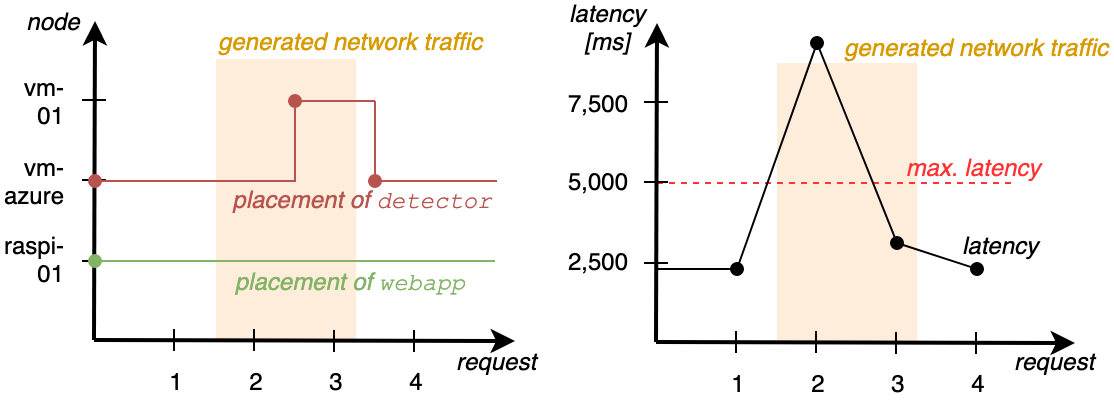 node
generated network traffic
vm-
01
vm-
azure
placement of detector
raspi-
01
placement of webapp
request
1
2
3
4
latency
[ms]
generated network traffic
7,500
max. latency
5,000
latency
2,500
request
1
2
3
4